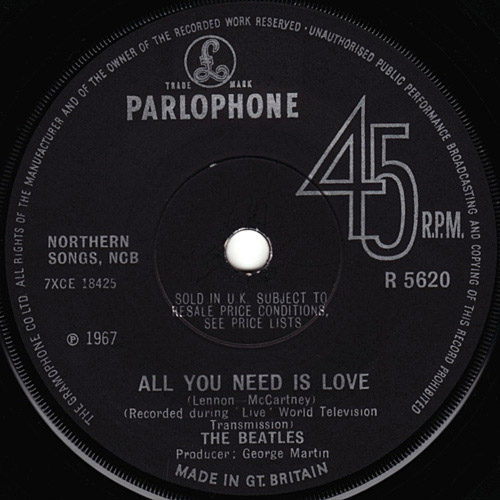 THE GRAMOPHONE CO LTD. ALL RIGHTS OF THE MANUFACTURER AND OF THE OWNER OF THE RECORDED WORK RESERVED · UNAUTHORISED PUBLIC PERFORMANCE BROADCASTING AND COPYING OF THIS RECORD PROHIBITED
£
TRADE MARK
PARLOPHONE
45
R.P.M.
NORTHERN
SONGS, NCB
7XCE 18425
R 5620
SOLD IN U.K. SUBJECT TO
RESALE PRICE CONDITIONS,
SEE PRICE LISTS
℗ 1967
ALL YOU NEED IS LOVE
(Lennon—McCartney)
(Recorded during 'Live' World Television
Transmission)
THE BEATLES
Producer: George Martin
MADE IN GT. BRITAIN